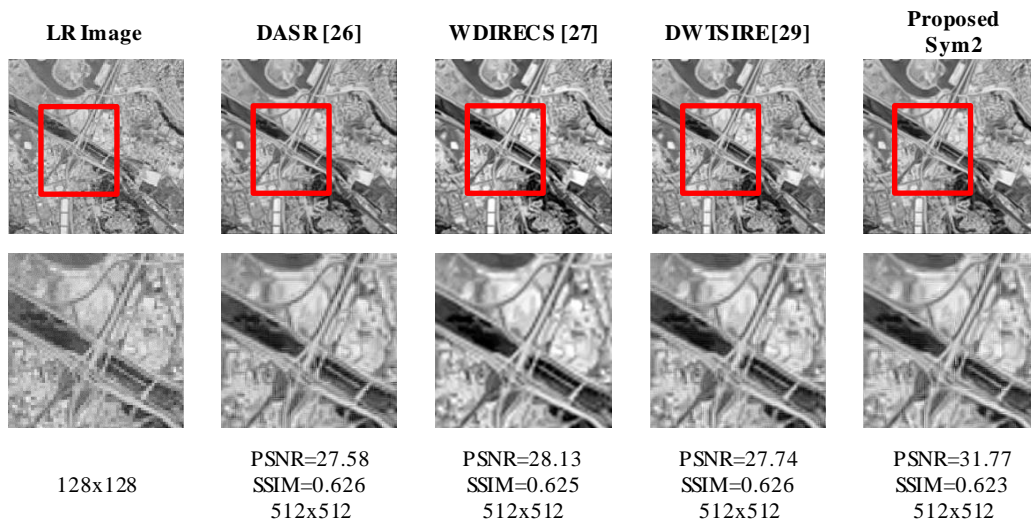 LR Image
DASR [26]
WDIRECS [27]
DWTSIRE[29]
Proposed
Sym2
128x128
PSNR=27.58
SSIM=0.626
512x512
PSNR=28.13
SSIM=0.625
512x512
PSNR=27.74
SSIM=0.626
512x512
PSNR=31.77
SSIM=0.623
512x512